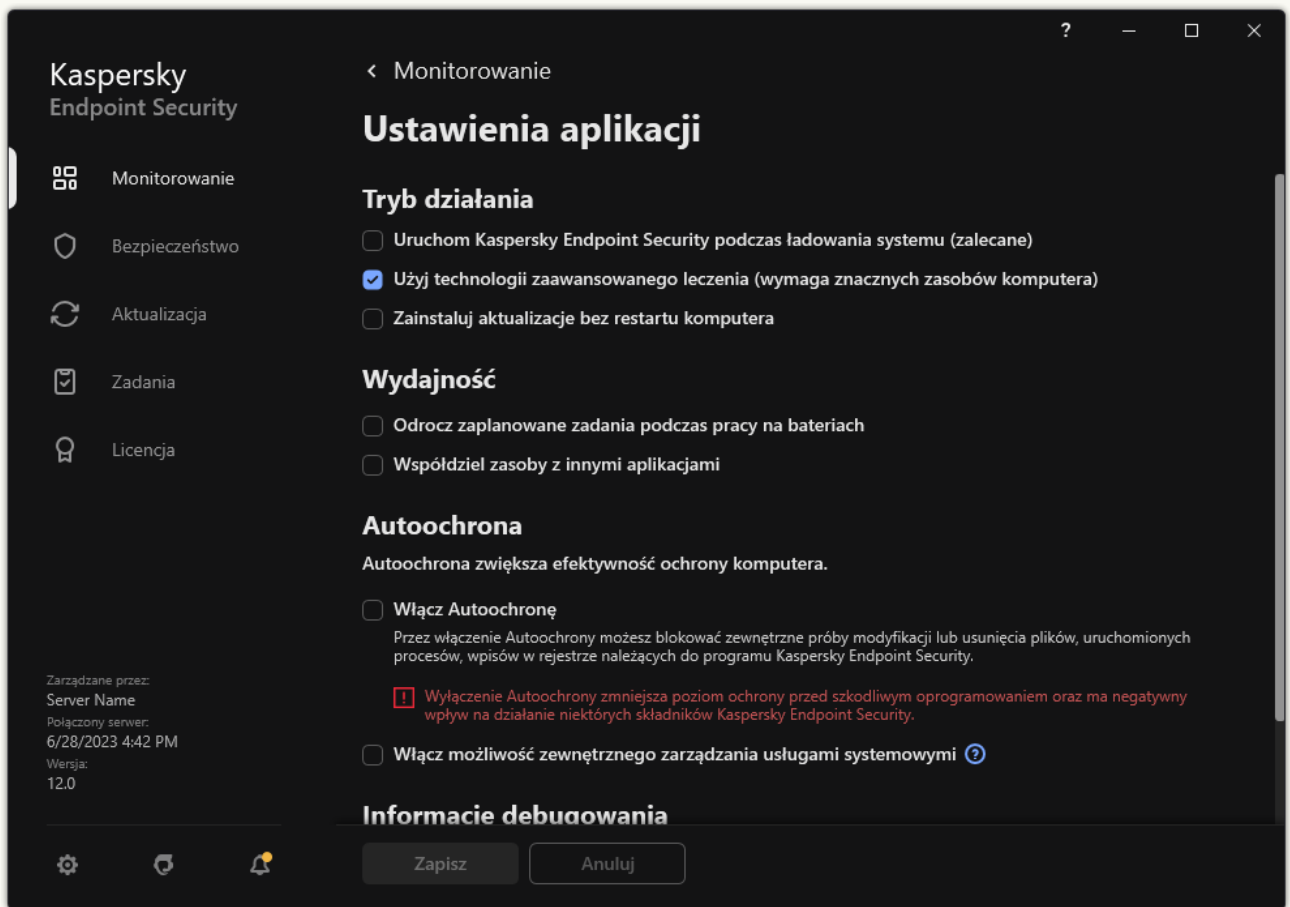 ?
Kaspersky
Endpoint Security
Monitorowanie
Bezpieczeństwo
Aktualizacja
Zadania
Licencja
Zarządzane przez:
Server Name
Połączony serwer:
6/28/2023 4:42 PM
Wersja:
12.0
Monitorowanie
Ustawienia aplikacji
Tryb działania
Uruchom Kaspersky Endpoint Security podczas ładowania systemu (zalecane)
Użyj technologii zaawansowanego leczenia (wymaga znacznych zasobów komputera)
Zainstaluj aktualizacje bez restartu komputera
Wydajność
Odrocz zaplanowane zadania podczas pracy na bateriach
Współdziel zasoby z innymi aplikacjami
Autoochrona
Autoochrona zwiększa efektywność ochrony komputera.
Włącz Autoochronę
Przez włączenie Autoochrony możesz blokować zewnętrzne próby modyfikacji lub usunięcia plików, uruchomionych
procesów, wpisów w rejestrze należących do programu Kaspersky Endpoint Security.
Wyłączenie Autoochrony zmniejsza poziom ochrony przed szkodliwym oprogramowaniem oraz ma negatywny
wpływ na działanie niektórych składników Kaspersky Endpoint Security.
Włącz możliwość zewnętrznego zarządzania usługami systemowymi ?
Informacje debugowania
Zapisz
Anuluj